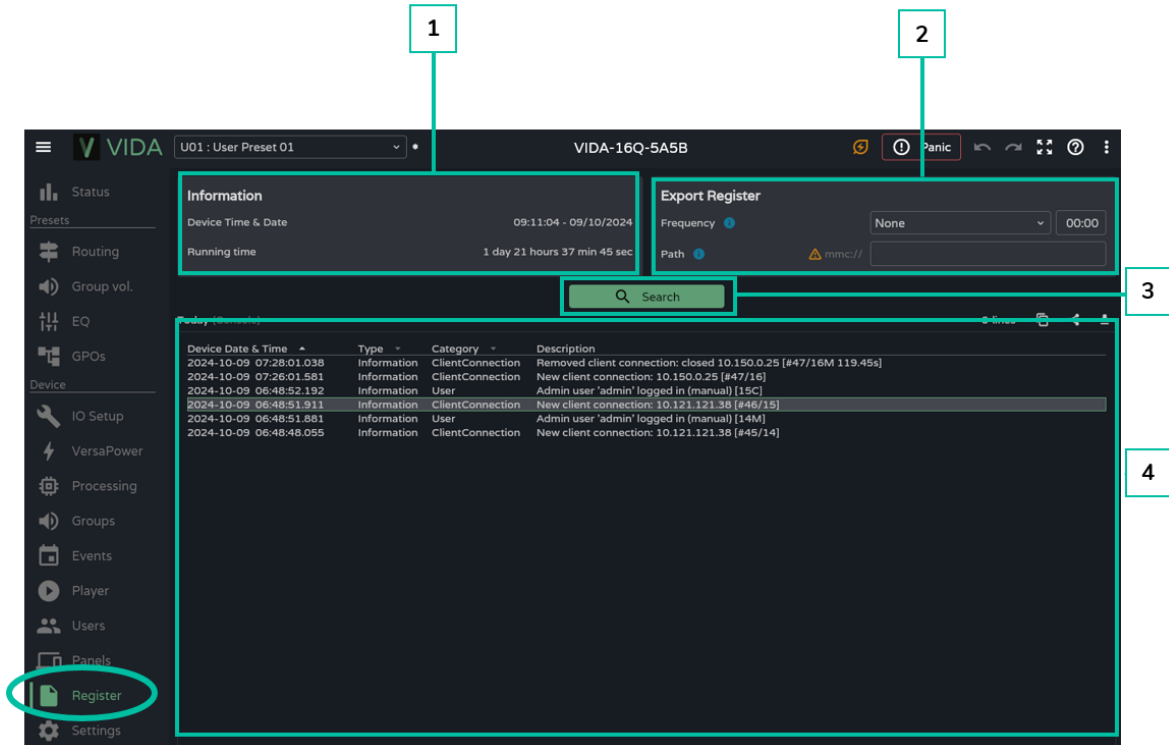 1
2
VIDA
U01 : User Preset 01
VIDA-16Q-5A5B
Panic
Status
Presets
Routing
Group vol.
EQ
GPOs
Device
IO Setup
VersaPower
Processing
Groups
Events
Player
Users
Panels
Register
Settings
Information
Device Time & Date 09:11:04 - 09/10/2024
Running time 1 day 21 hours 37 min 45 sec
Export Register
Frequency None 00:00
Path mmc://
3
Search
Today (Console) lines
Device Date & Time Type Category Description
2024-10-09 07:28:01.038 Information ClientConnection Removed client connection: closed 10.150.0.25 [#47/16M 119.45s]
2024-10-09 07:26:01.581 Information ClientConnection New client connection: 10.150.0.25 [#47/16]
2024-10-09 06:48:52.192 Information User Admin user 'admin' logged in (manual) [15C]
2024-10-09 06:48:51.911 Information ClientConnection New client connection: 10.121.121.38 [#46/15]
2024-10-09 06:48:51.881 Information User Admin user 'admin' logged in (manual) [14M]
2024-10-09 06:48:48.055 Information ClientConnection New client connection: 10.121.121.38 [#45/14]
4